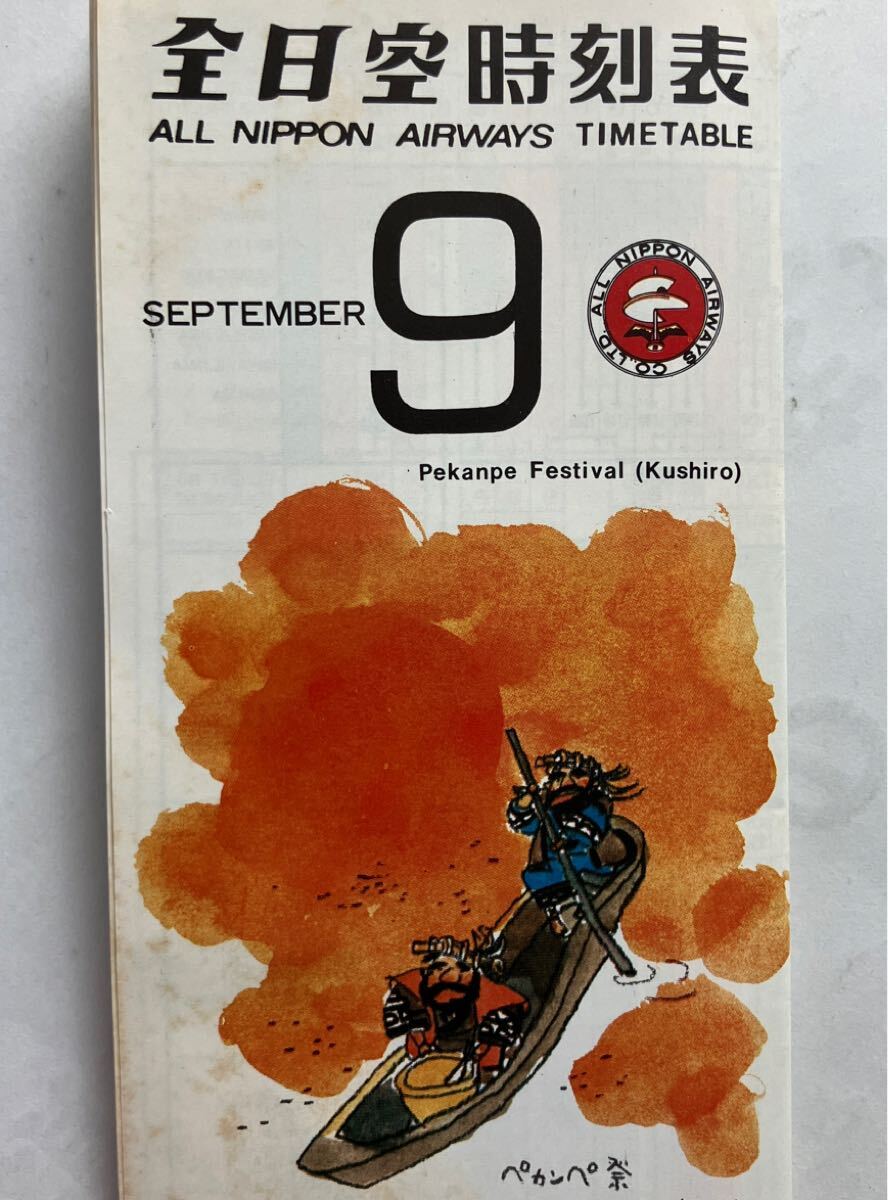 全日空時刻表
ALL NIPPON AIRWAYS TIMETABLE
SEPTEMBER 9
ALL NIPPON AIRWAYS CO., LTD.
Pekanpe Festival (Kushiro)
ペカンペ祭